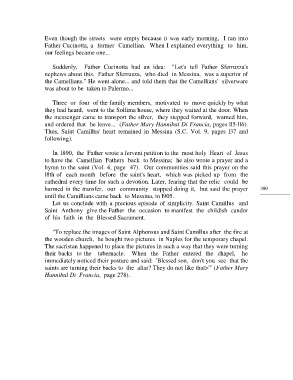 Even though the streets were empty because it was early morning, I ran into
Father Cucinotta, a former Camellian. When I explained everything to him,
our feelings became one...
Suddenly, Father Cucinotta had an idea: "Let's tell Father Sferruzza's
nephews about this. Father Sferruzza, who died in Messina, was a superior of
the Camellians." He went alone... and told them that the Camillians' silverware
was about to be taken to Palermo...
Three or four of the family members, motivated to move quickly by what
they had heard, went to the Sollima house, where they waited at the door. When
the messenger came to transport the silver, they stepped forward, warned him,
and ordered that he leave... (Father Mary Hannibal Di Francia, pages 115-116).
Thus, Saint Camillus' heart remained in Messina (S.C. Vol. 9, pages 137 and
following).
In 1890, the Father wrote a fervent petition to the most holy Heart of Jesus
to have the Camellian Fathers back to Messina; he also wrote a prayer and a
hymn to the saint (Vol. 4, page 47). Our communities said this prayer on the
18th of each month before the saint's heart, which was picked up from the
cathedral every time for such a devotion. Later, fearing that the relic could be
harmed in the transfer, our community stopped doing it, but said the prayer
until the Camillians came back to Messina, in 1905.
Let us conclude with a precious episode of simplicity. Saint Camillus and
Saint Anthony give the Father the occasion to manifest the childish candor
of his faith in the Blessed Sacrament.
"To replace the images of Saint Alphonsus and Saint Camillus after the fire at
the wooden church, he bought two pictures in Naples for the temporary chapel.
The sacristan happened to place the pictures in such a way that they were turning
their backs to the tabernacle. When the Father entered the chapel, he
immediately noticed their posture and said: 'Blessed son, don't you see that the
saints are turning their backs to the altar? They do not like that!'" (Father Mary
Hannibal Di Francia, page 276).